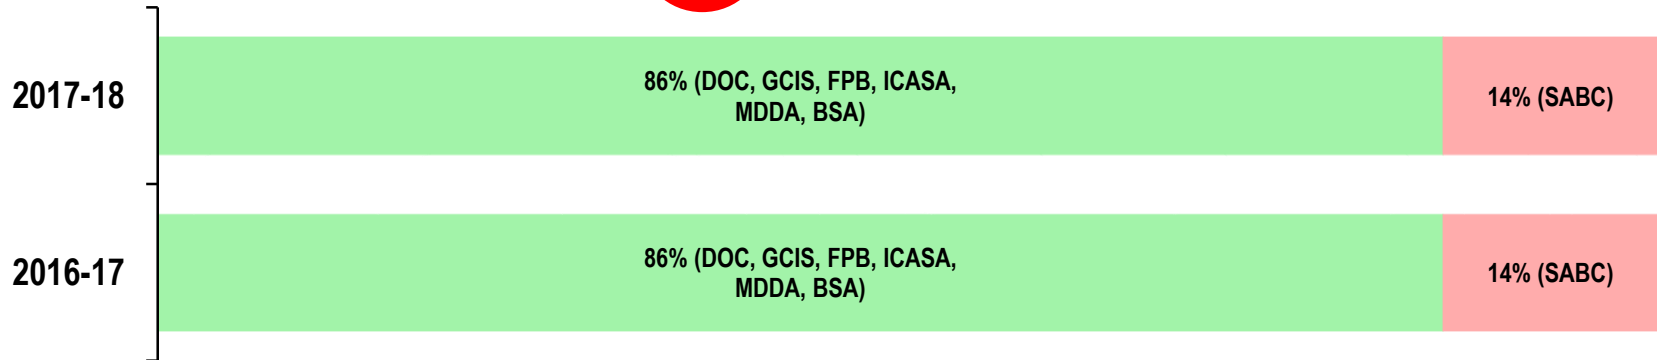 2017-18
86% (DOC, GCIS, FPB, ICASA,
MDDA, BSA)
14% (SABC)
2016-17
86% (DOC, GCIS, FPB, ICASA,
MDDA, BSA)
14% (SABC)